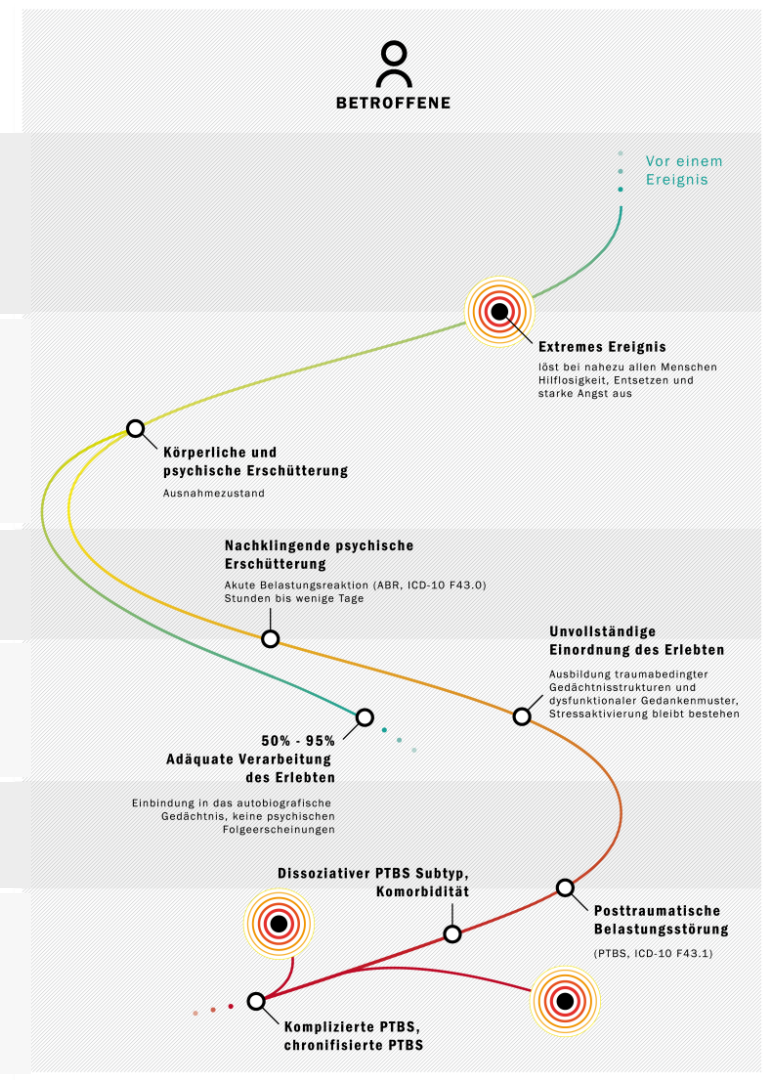 BETROFFENE
Vor einem
Ereignis
Extremes Ereignis
löst bei nahezu allen Menschen
Hilflosigkeit, Entsetzen und
starke Angst aus
Körperliche und
psychische Erschütterung
Ausnahmezustand
Nachklingende psychische
Erschütterung
Akute Belastungsreaktion (ABR, ICD-10 F43.0)
Stunden bis wenige Tage
Unvollständige
Einordnung des Erlebten
Ausbildung traumabedingter
Gedächtnisstrukturen und
dysfunktionaler Gedankenmuster,
Stressaktivierung bleibt bestehen
50% - 95%
Adäquate Verarbeitung
des Erlebten
Einbindung in das autobiografische
Gedächtnis, keine psychischen
Folgeerscheinungen
Dissoziativer PTBS Subtyp,
Komorbidität
Posttraumatische
Belastungsstörung
(PTBS, ICD-10 F43.1)
Komplizierte PTBS,
chronifisierte PTBS